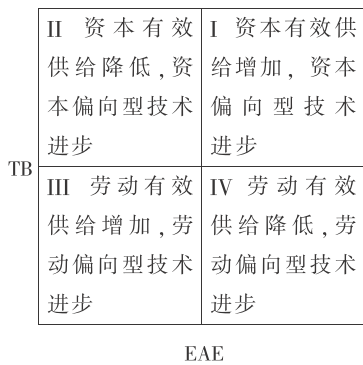 II 资本有效
供给降低,资
本偏向型技术
进步
I 资本有效供
给增加,资本
偏向型技术
进步
TB
III 劳动有效
供给增加,劳
动偏向型技术
进步
IV 劳动有效
供给降低,劳
动偏向型技术
进步
EAE